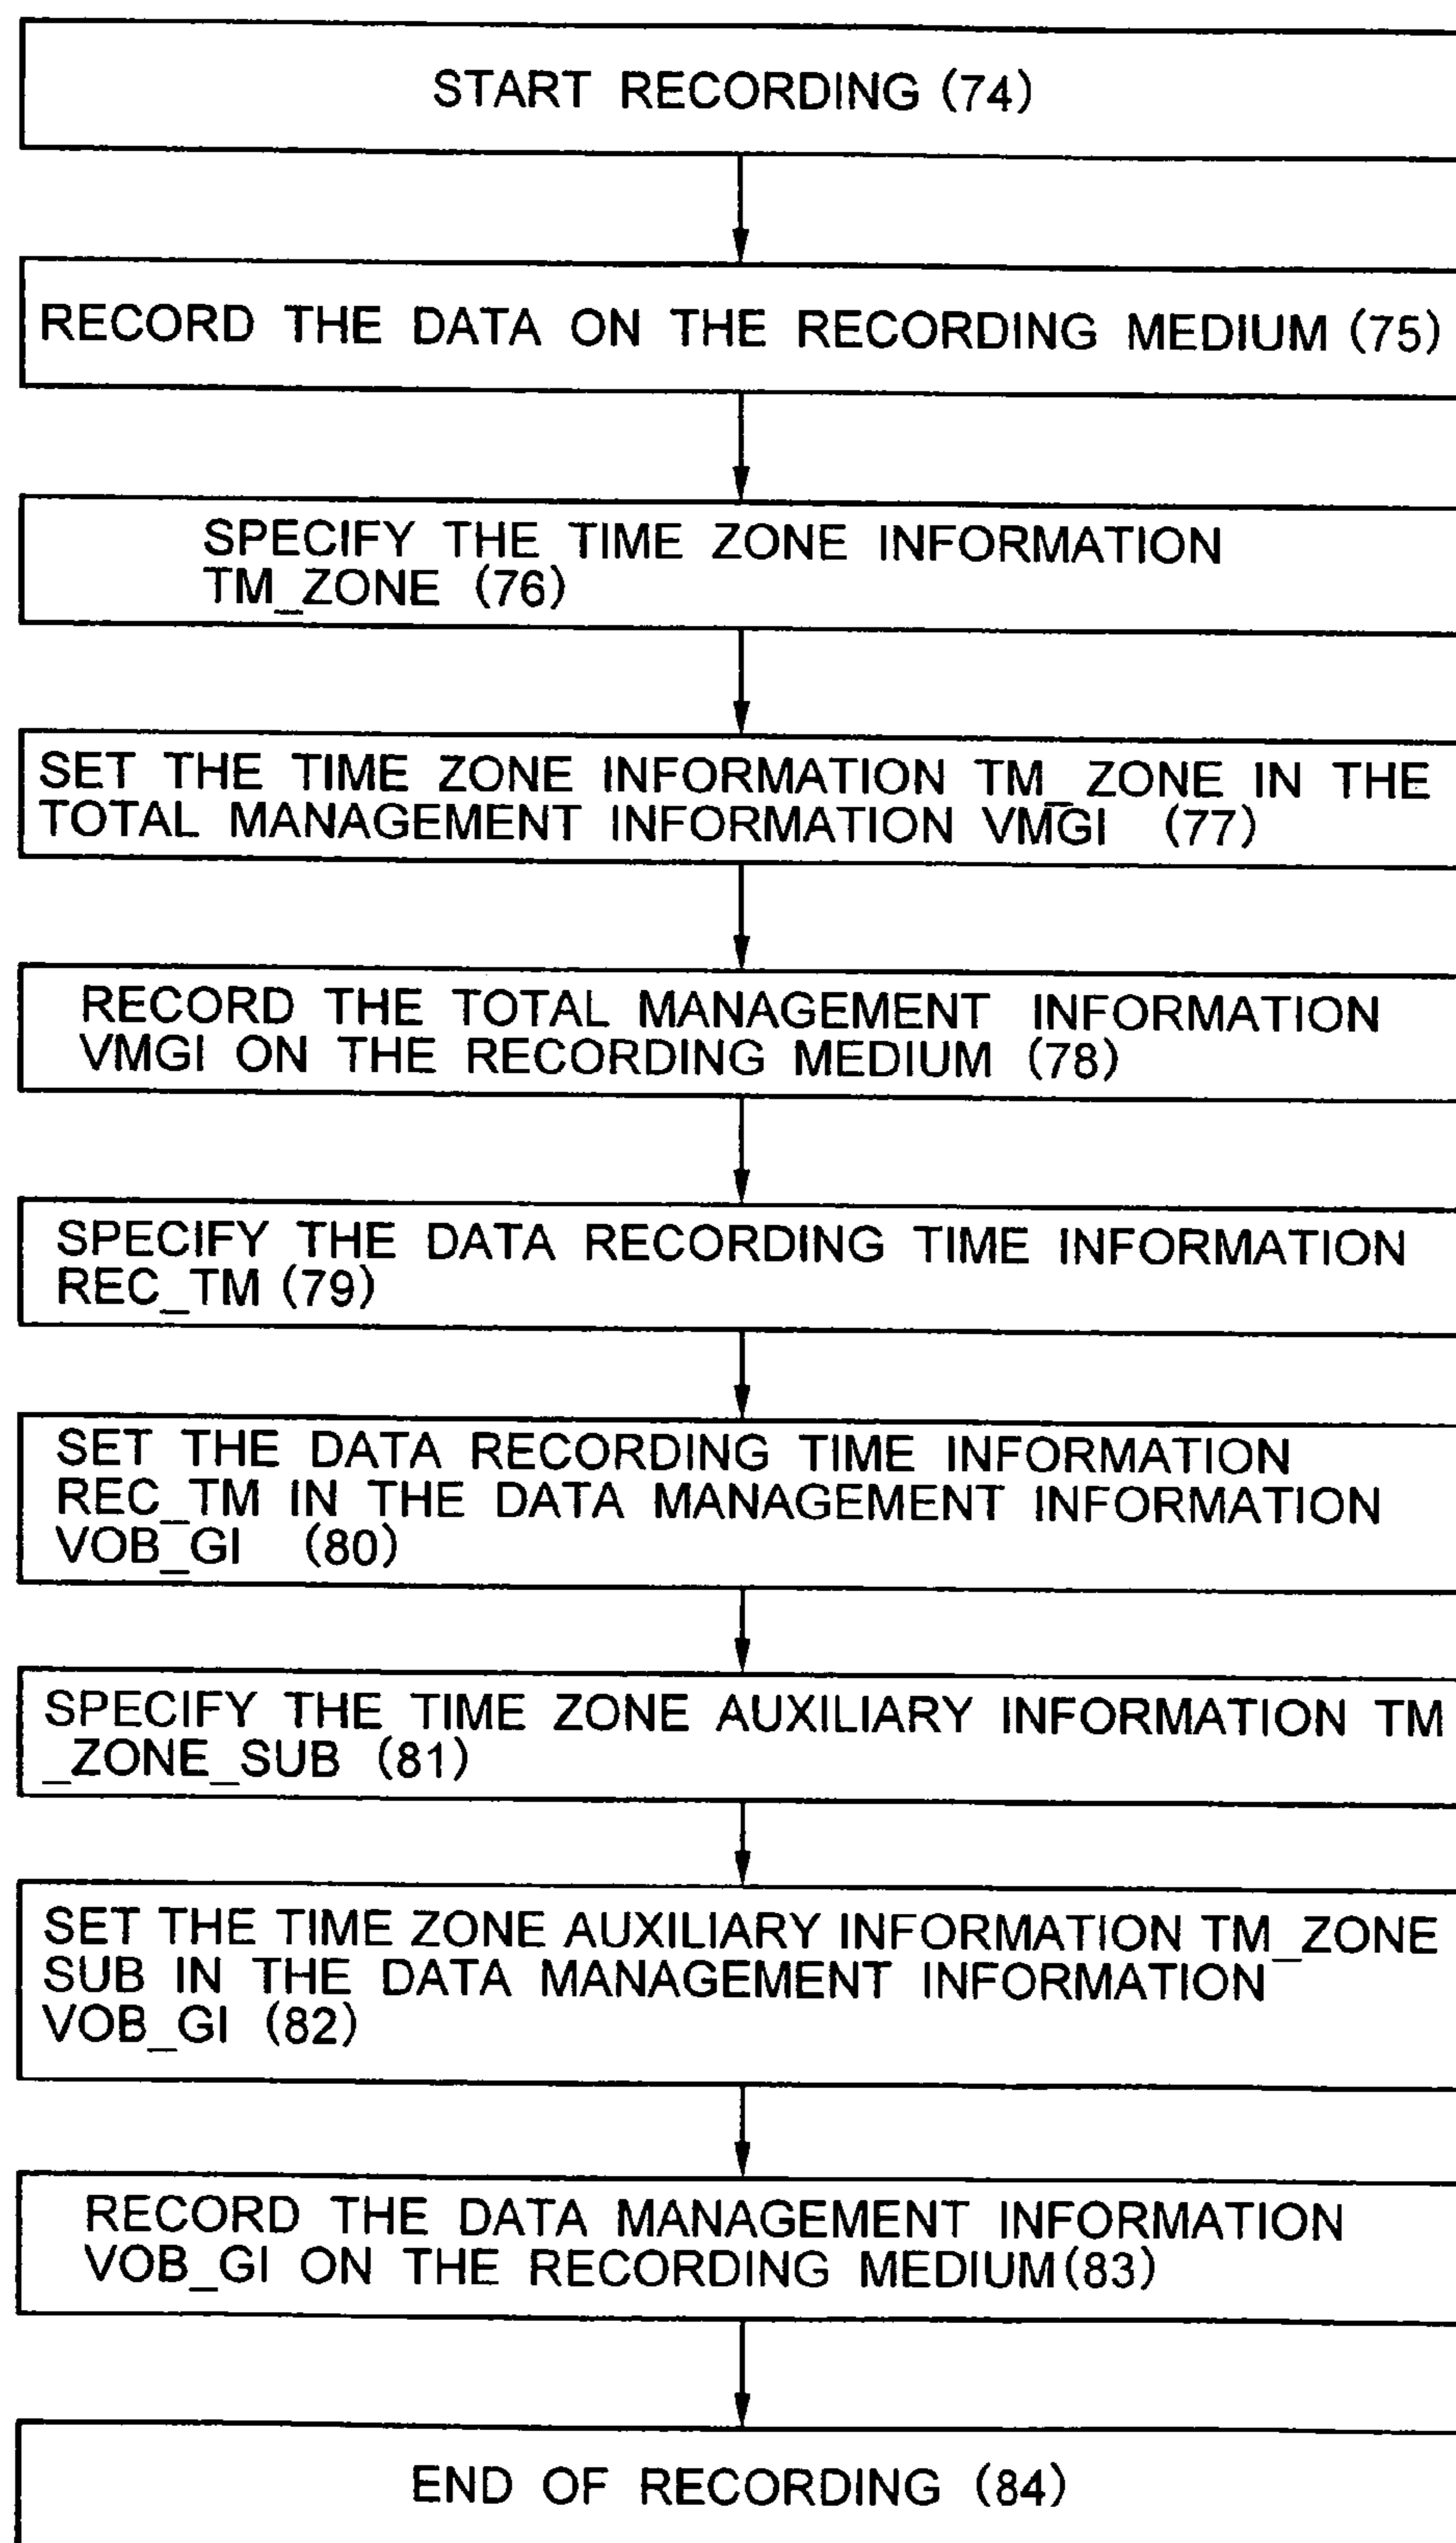 START RECORDING (74)
RECORD THE DATA ON THE RECORDING MEDIUM (75)
SPECIFY THE TIME ZONE INFORMATION
TM_ZONE (76)
SET THE TIME ZONE INFORMATION TM_ZONE IN THE
TOTAL MANAGEMENT INFORMATION VMGI (77)
RECORD THE TOTAL MANAGEMENT INFORMATION
VMGI ON THE RECORDING MEDIUM (78)
SPECIFY THE DATA RECORDING TIME INFORMATION
REC_TM (79)
SET THE DATA RECORDING TIME INFORMATION
REC_TM IN THE DATA MANAGEMENT INFORMATION
VOB_GI (80)
SPECIFY THE TIME ZONE AUXILIARY INFORMATION TM
_ZONE_SUB (81)
SET THE TIME ZONE AUXILIARY INFORMATION TM_ZONE
SUB IN THE DATA MANAGEMENT INFORMATION
VOB_GI (82)
RECORD THE DATA MANAGEMENT INFORMATION
VOB_GI ON THE RECORDING MEDIUM (83)
END OF RECORDING (84)